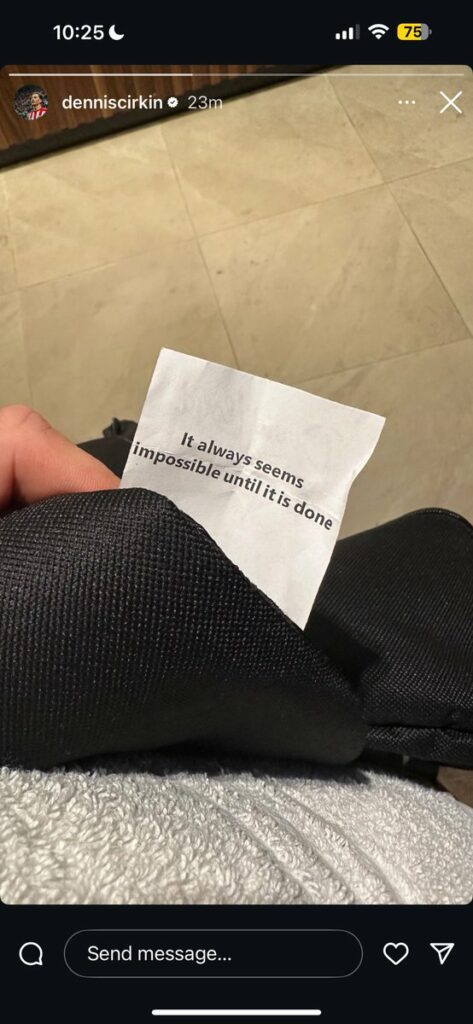 10:25
75
denniscirkin 23m
It always seems
impossible until it is done
Send message...